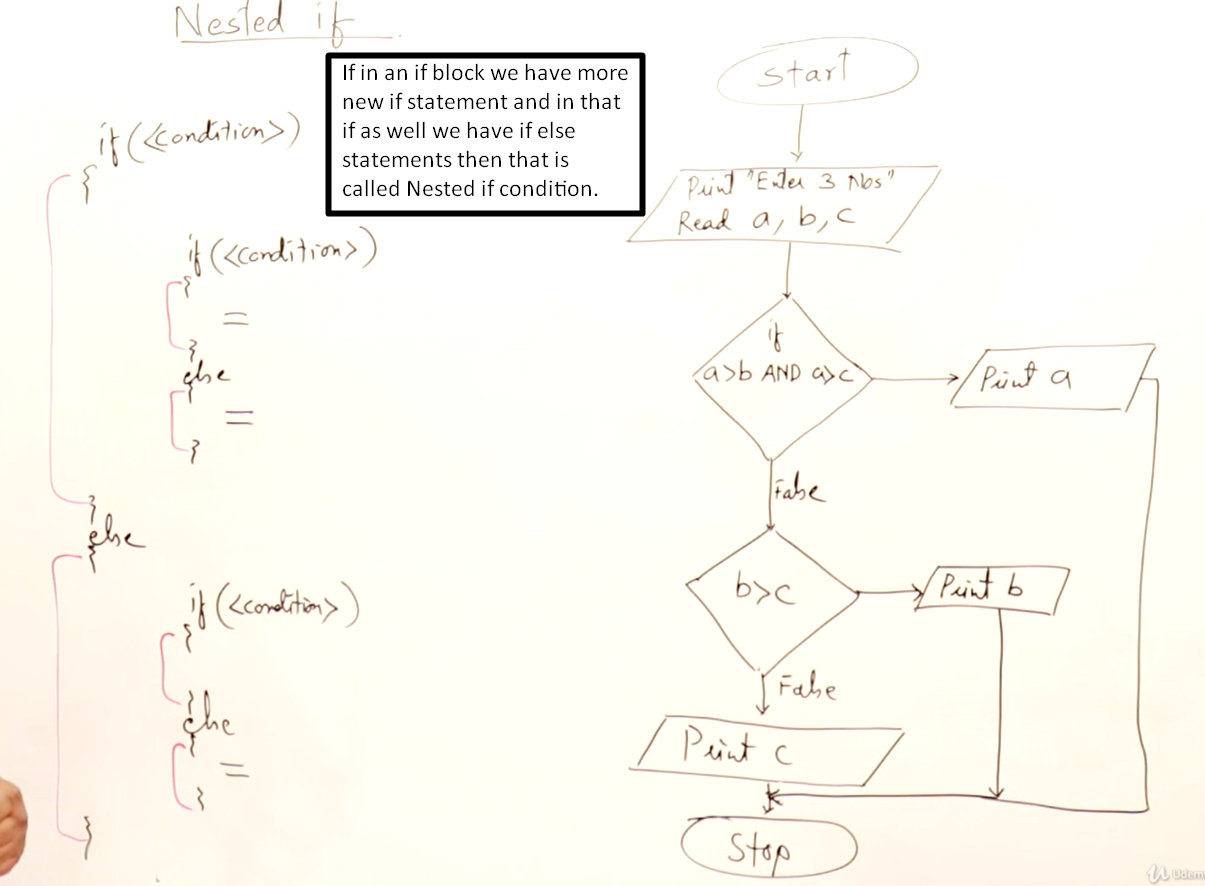 Nested if
If in an if block we have more
new if statement and in that
if as well we have if else
statements then that is
called Nested if condition.
if(<condition>)
{
if(<condition>)
{
=
}
else
{
=
}
}
else
{
if(<condition>)
{
}
else
{
=
}
}
Start
Print "Enter 3 Nbs"
Read a, b, c
if
a>b AND a>c
Print a
False
b>c
Print b
False
Print c
Stop
Udemy